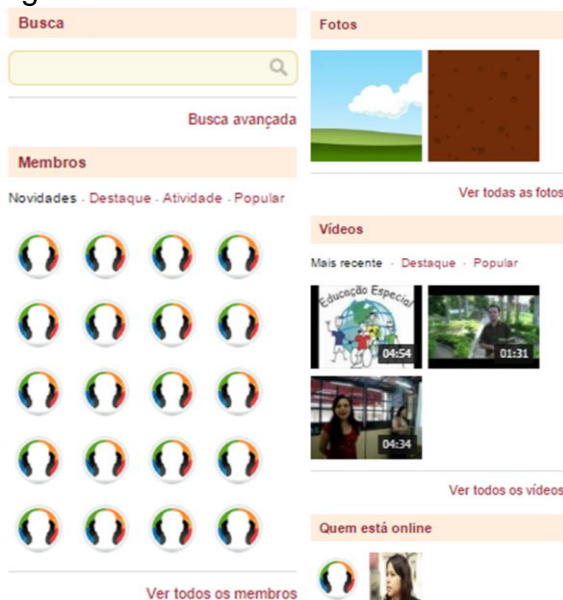 Busca
Busca avançada
Membros
Novidades - Destaque - Atividade - Popular
Ver todos os membros
Fotos
Ver todas as fotos
Vídeos
Mais recente - Destaque - Popular
Educação Especial
04:54
01:31
04:34
Ver todos os vídeos
Quem está online